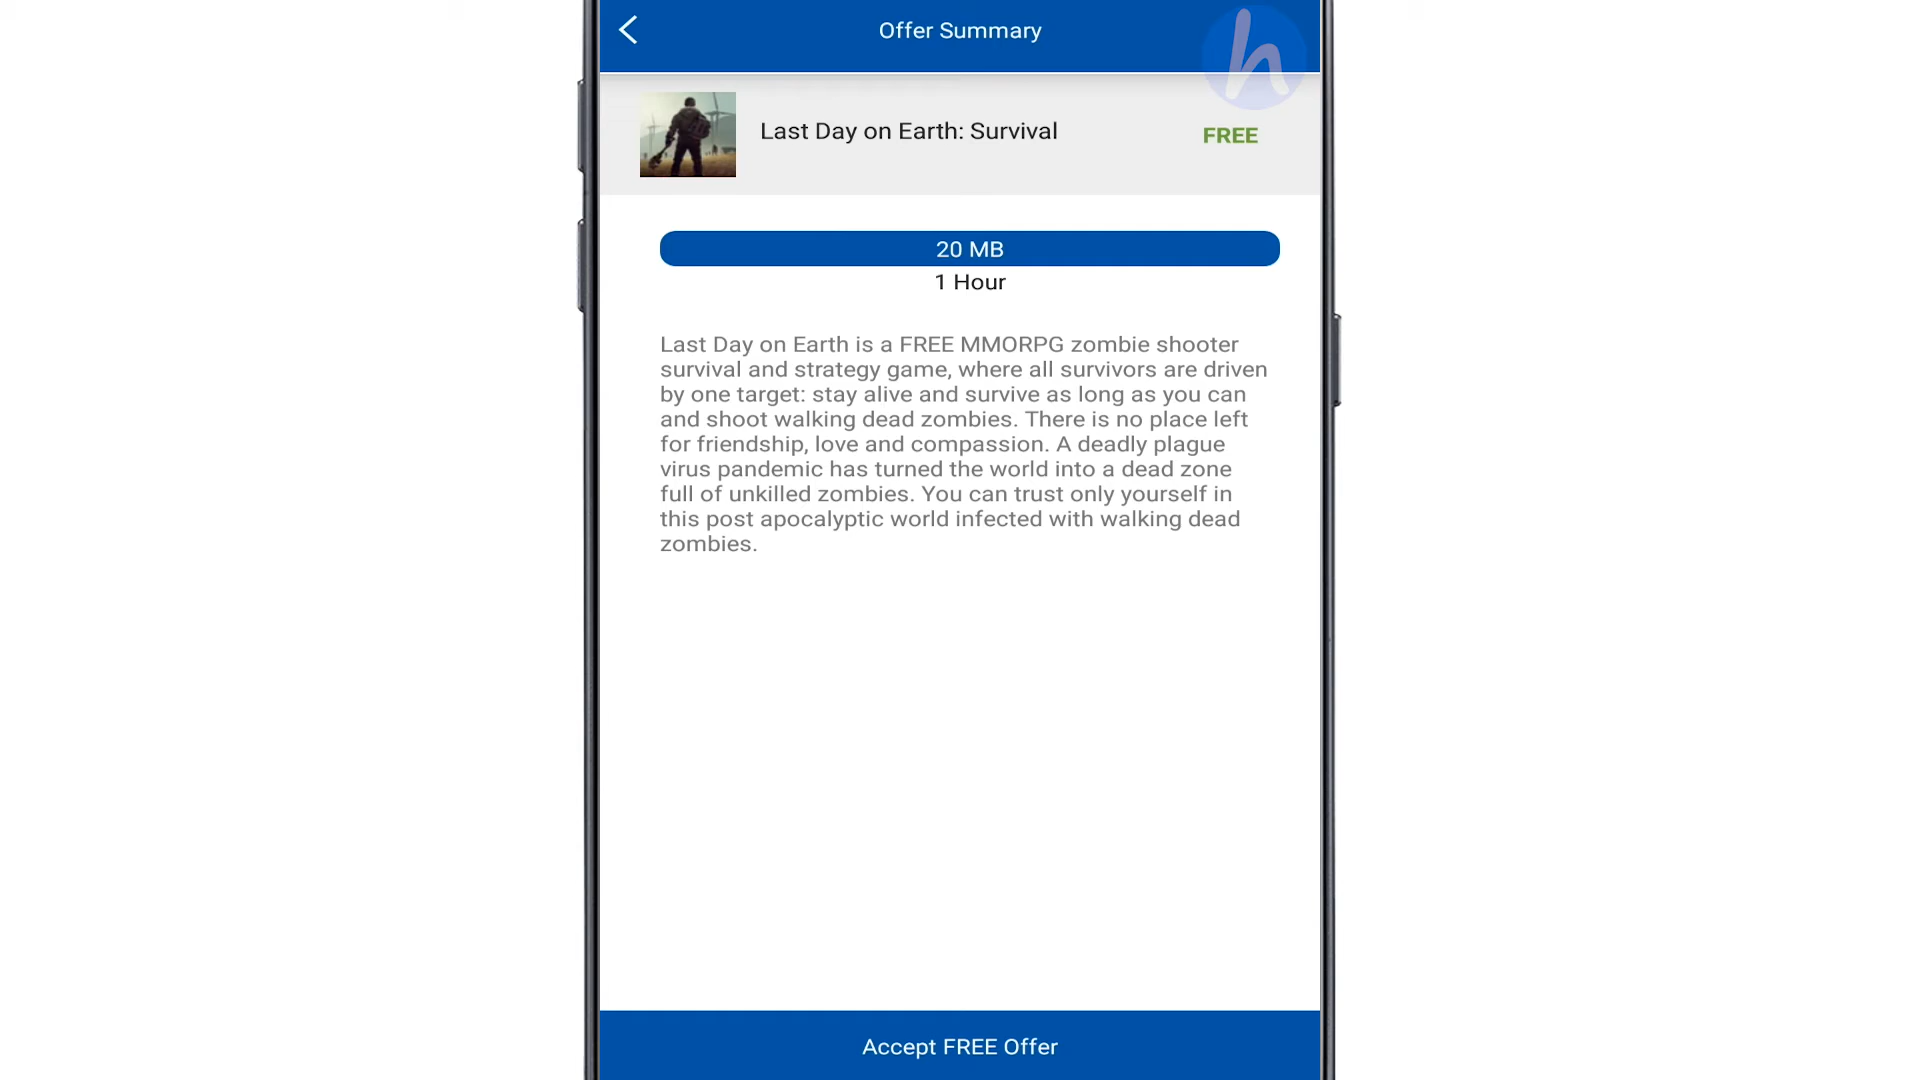 Offer Summary
h
Last Day on Earth: Survival
FREE
20 MB
1 Hour
Last Day on Earth is a FREE MMORPG zombie shooter
survival and strategy game, where all survivors are driven
by one target: stay alive and survive as long as you can
and shoot walking dead zombies. There is no place left
for friendship, love and compassion. A deadly plague
virus pandemic has turned the world into a dead zone
full of unkilled zombies. You can trust only yourself in
this post apocalyptic world infected with walking dead
zombies.
Accept FREE Offer